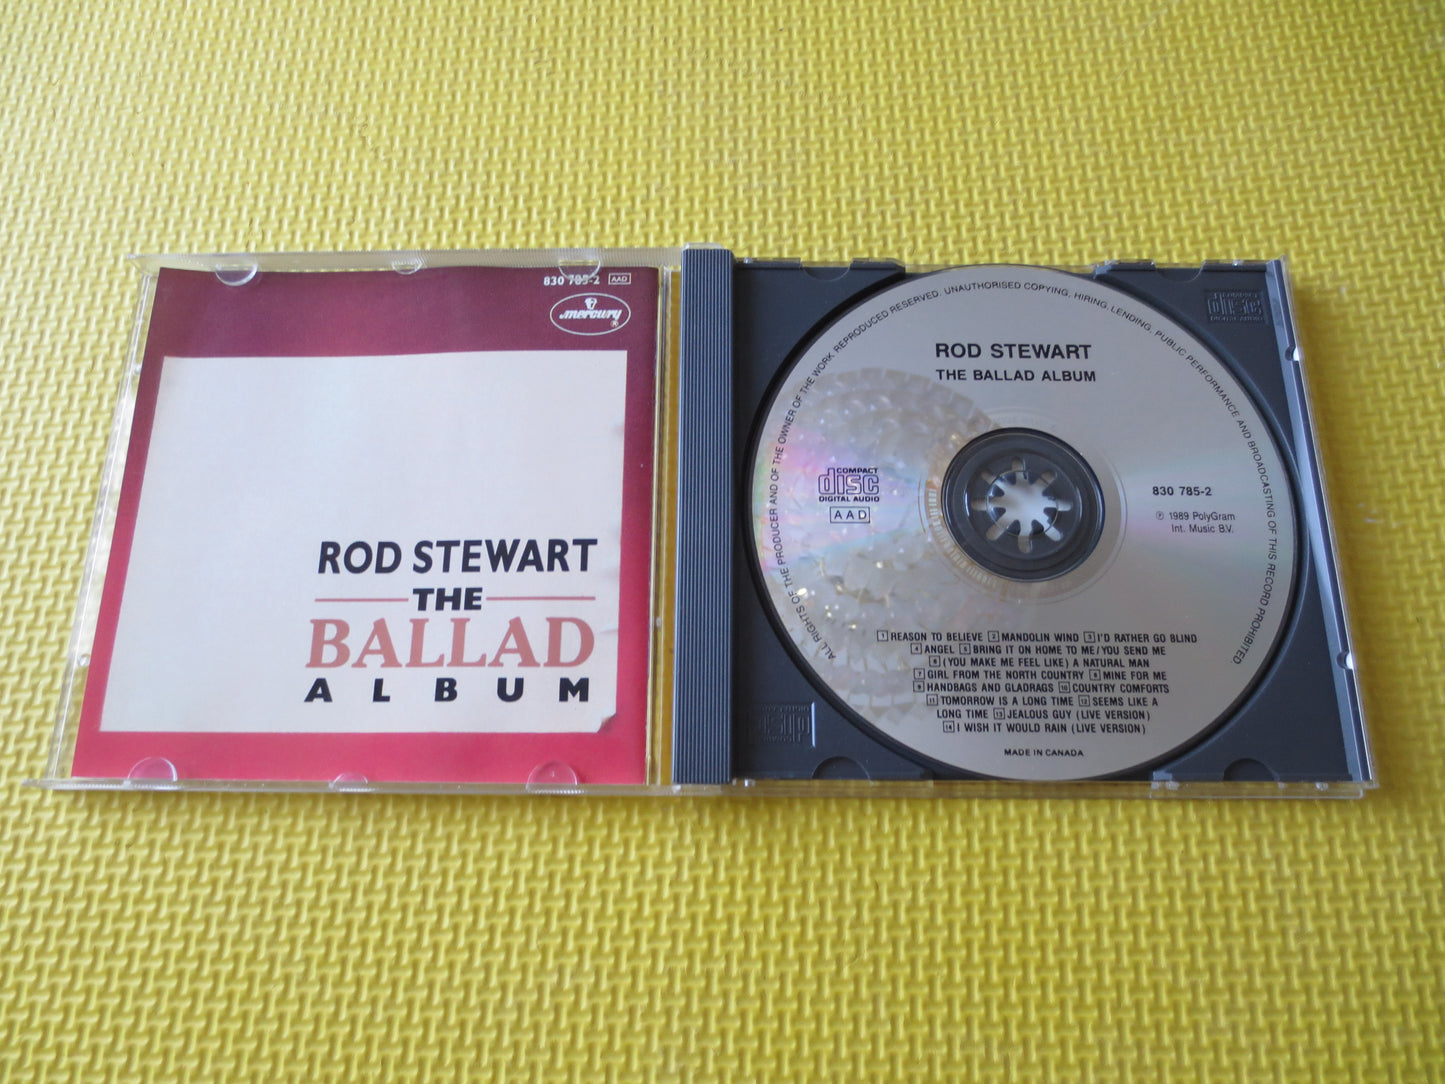 830 785-2 AAD
mercury
®
ROD STEWART
THE
BALLAD
ALBUM
ALL RIGHTS OF THE PRODUCER AND OF THE OWNER OF THE WORK REPRODUCED RESERVED. UNAUTHORISED COPYING, HIRING, LENDING, PUBLIC PERFORMANCE AND BROADCASTING OF THIS RECORD PROHIBITED.
ROD STEWART
THE BALLAD ALBUM
COMPACT
disc
DIGITAL AUDIO
AAD
830 785-2
℗ 1989 PolyGram
Int. Music B.V.
1 REASON TO BELIEVE 2 MANDOLIN WIND 3 I'D RATHER GO BLIND
4 ANGEL 5 BRING IT ON HOME TO ME/YOU SEND ME
6 (YOU MAKE ME FEEL LIKE) A NATURAL MAN
7 GIRL FROM THE NORTH COUNTRY 8 MINE FOR ME
9 HANDBAGS AND GLADRAGS 10 COUNTRY COMFORTS
11 TOMORROW IS A LONG TIME 12 SEEMS LIKE A
LONG TIME 13 JEALOUS GUY (LIVE VERSION)
14 I WISH IT WOULD RAIN (LIVE VERSION)
MADE IN CANADA
COMPACT
disc
DIGITAL AUDIO